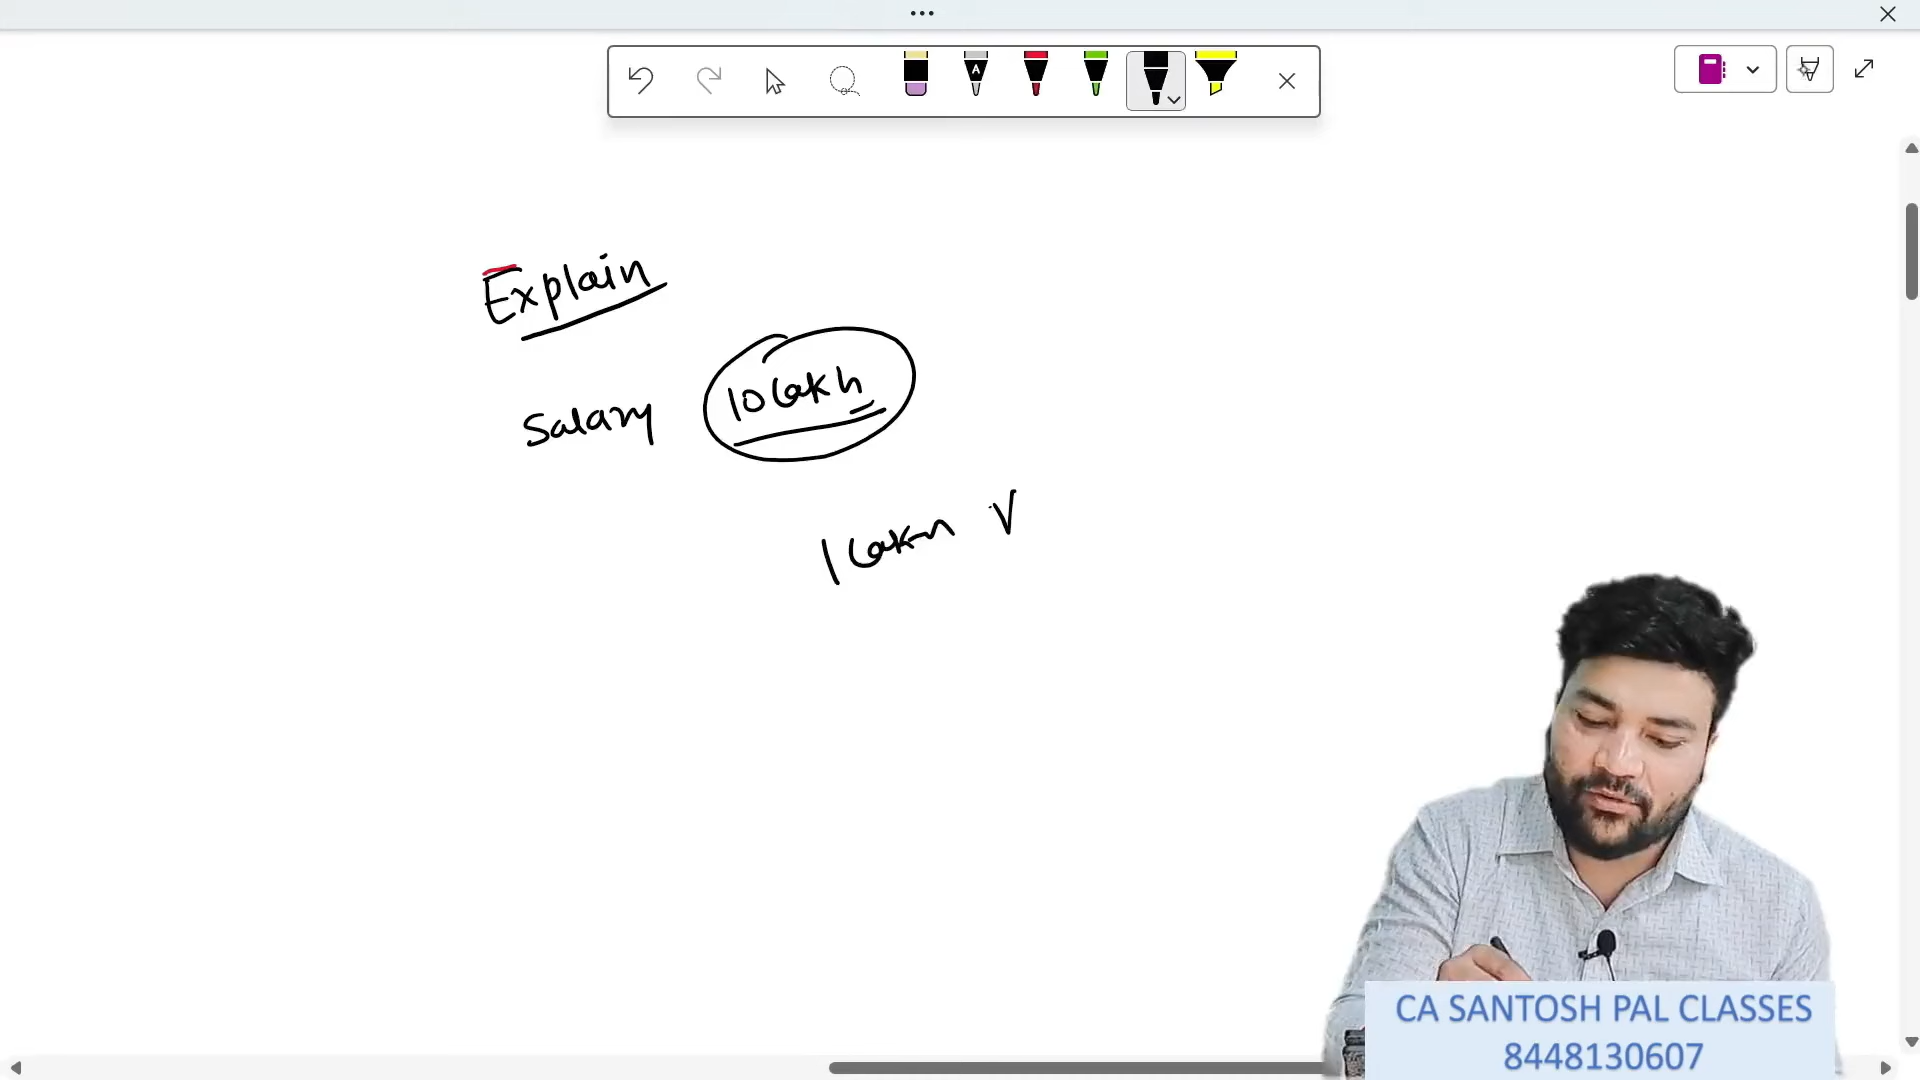 Explain
Salary 10 Lakh
1 Lakh V
CA SANTOSH PAL CLASSES
8448130607